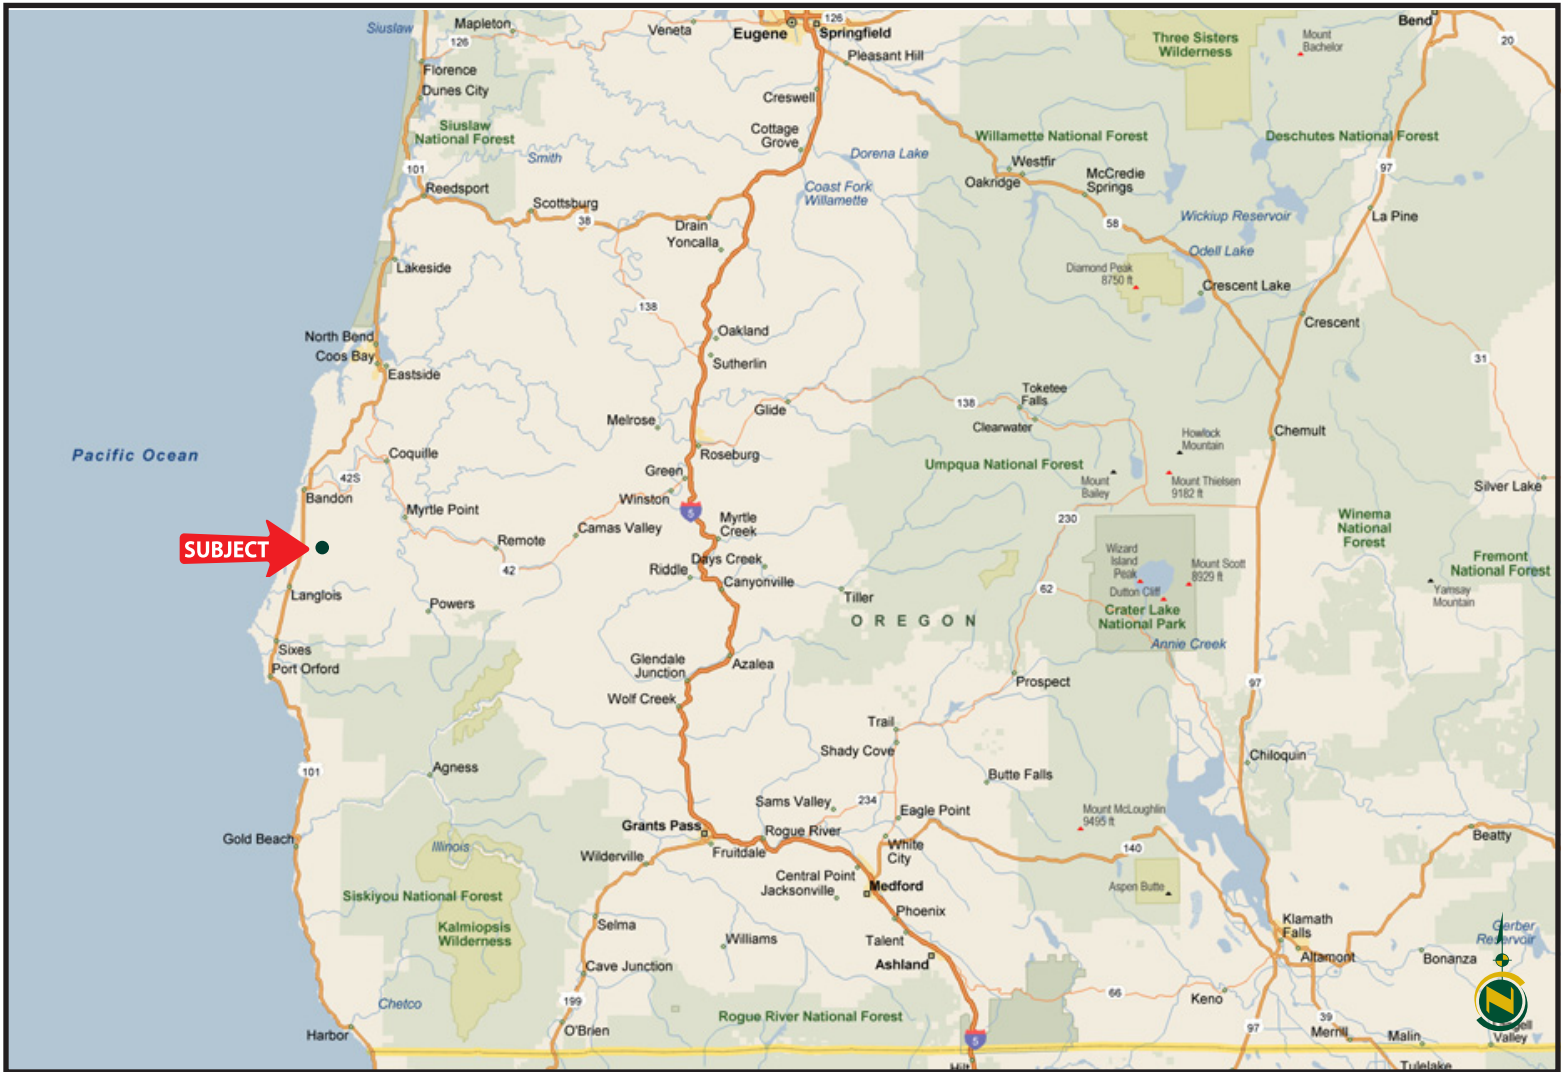 Siuslaw
Mapleton
126
Veneta
Eugene
126
Springfield
Pleasant Hill
Three Sisters
Wilderness
Mount
Bachelor
Bend
20
Florence
Dunes City
Creswell
Siuslaw
National Forest
Cottage
Grove
Smith
Dorena Lake
Willamette National Forest
Deschutes National Forest
101
Reedsport
Coast Fork
Willamette
Westfir
Oakridge
McCredie
Springs
97
Scottsburg
38
Drain
Yoncalla
58
Wickiup Reservoir
La Pine
Odell Lake
Lakeside
Diamond Peak
8750 ft
Crescent Lake
138
Crescent
North Bend
Coos Bay
Eastside
Oakland
Sutherlin
31
Melrose
Glide
138
Toketee
Falls
Clearwater
Howlock
Mountain
Chemult
Pacific Ocean
Coquille
42S
Roseburg
Green
Umpqua National Forest
Mount
Bailey
Mount Thielsen
9182 ft
Silver Lake
Bandon
Winston
5
Myrtle Point
Camas Valley
Myrtle
Creek
230
Winema
National
Forest
SUBJECT
Remote
42
Days Creek
Riddle
Canyonville
Wizard
Island
Peak
Mount Scott
8929 ft
Dutton Cliff
Fremont
National Forest
Yamsay
Mountain
Langlois
Powers
Tiller
62
OREGON
Crater Lake
National Park
Annie Creek
Sixes
Port Orford
Glendale
Junction
Azalea
Wolf Creek
Prospect
97
Trail
Shady Cove
Chiloquin
101
Agness
Butte Falls
Sams Valley
234
Eagle Point
Mount McLoughlin
9495 ft
Gold Beach
Grants Pass
Rogue River
Fruitdale
White
City
140
Beatty
Illinois
Wilderville
Central Point
Jacksonville
Medford
Aspen Butte
Siskiyou National Forest
Kalmiopsis
Wilderness
Selma
Phoenix
Williams
Talent
Ashland
Klamath
Falls
Altamont
Gerber
Reservoir
Bonanza
Cave Junction
Chetco
199
66
Keno
Harbor
O'Brien
Rogue River National Forest
5
97
39
Merrill
Malin
Valley
Hilt
Tulelake